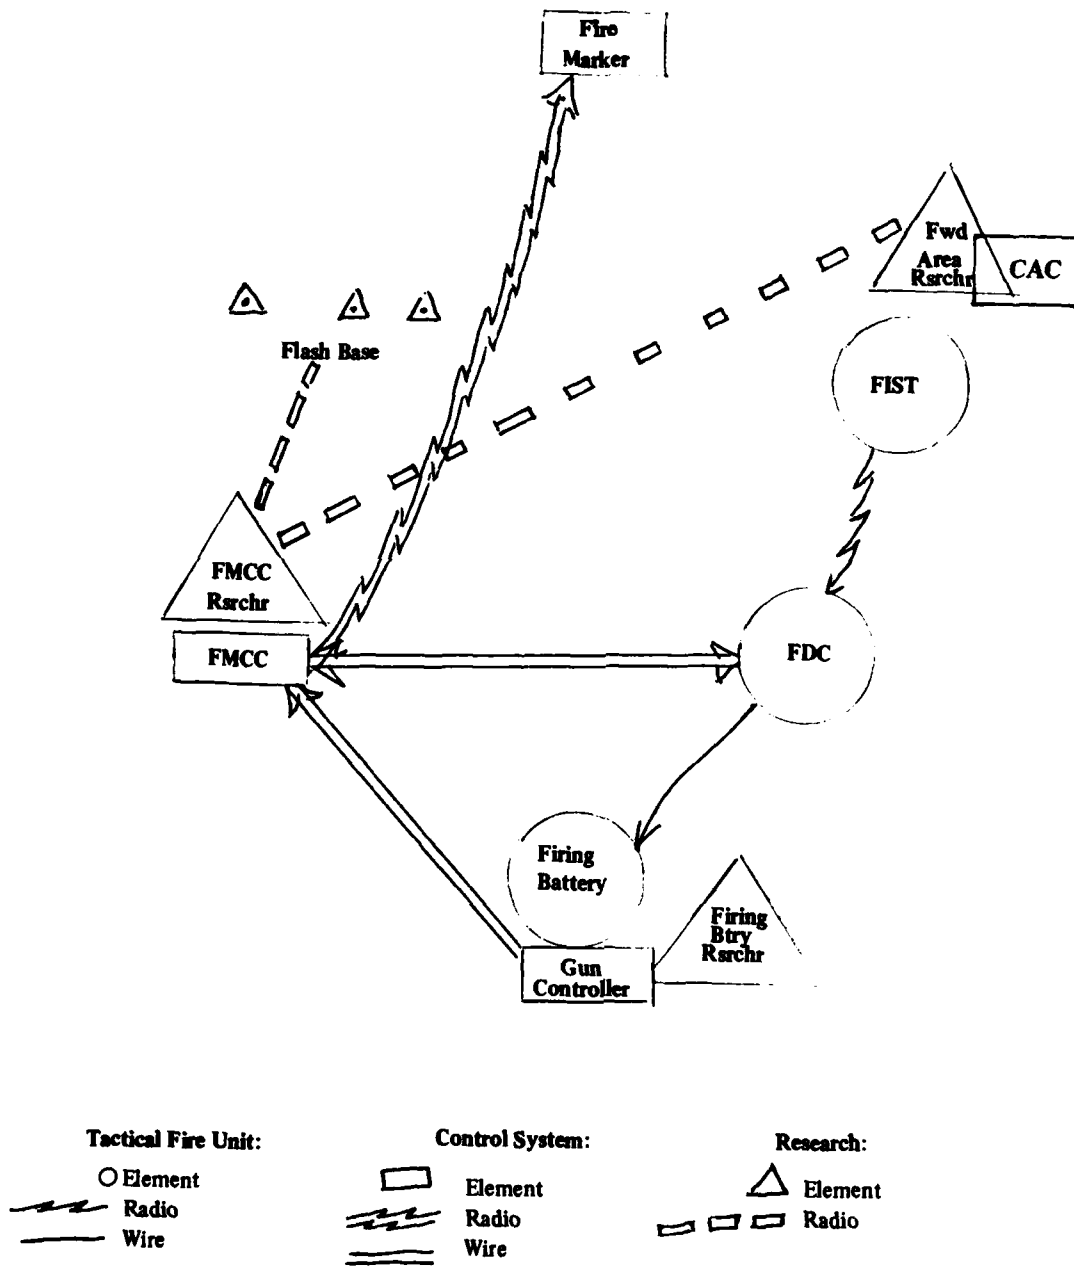 Fire
Marker
Fwd
Area
Rsrchr
CAC
Flash Base
FIST
FMCC
Rsrchr
FMCC
FDC
Firing
Battery
Firing
Btry
Rsrchr
Gun
Controller
Tactical Fire Unit:
Element
Radio
Wire
Control System:
Element
Radio
Wire
Research:
Element
Radio